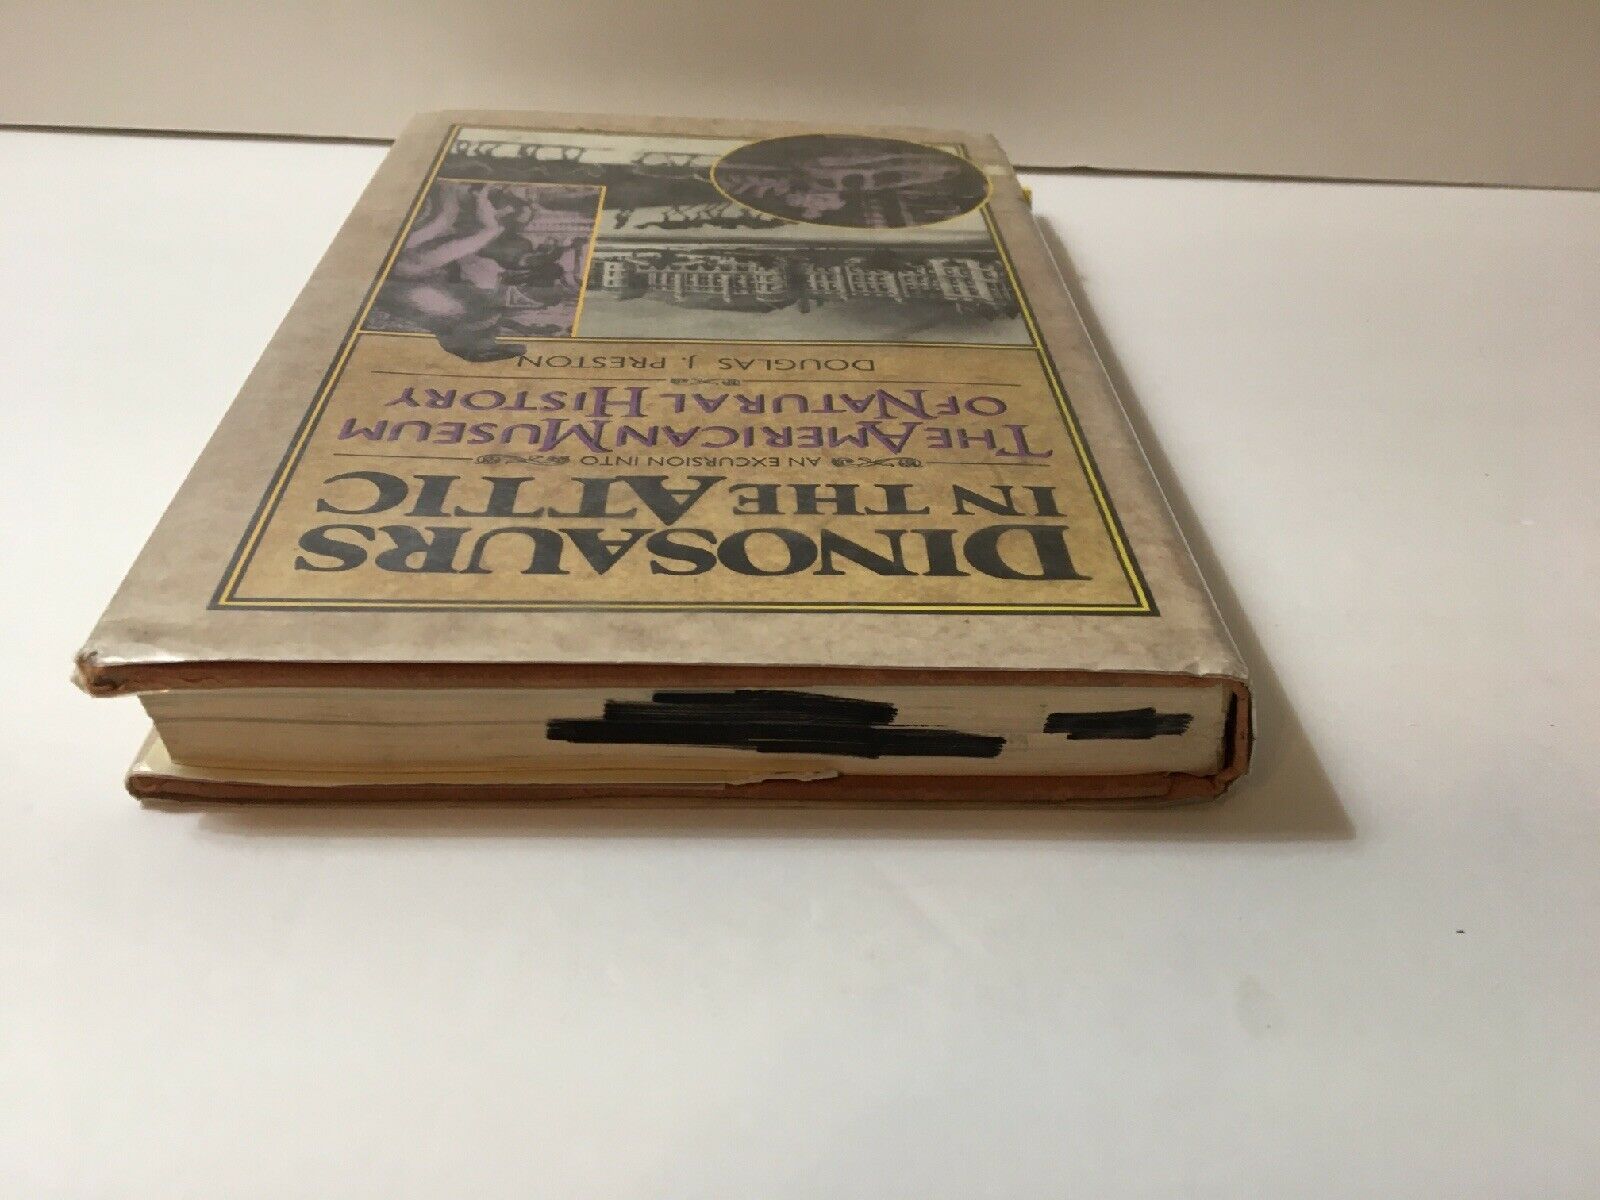 DINOSAURS
IN THE ATTIC
AN EXCURSION INTO
THE AMERICAN MUSEUM
OF NATURAL HISTORY
DOUGLAS J. PRESTON